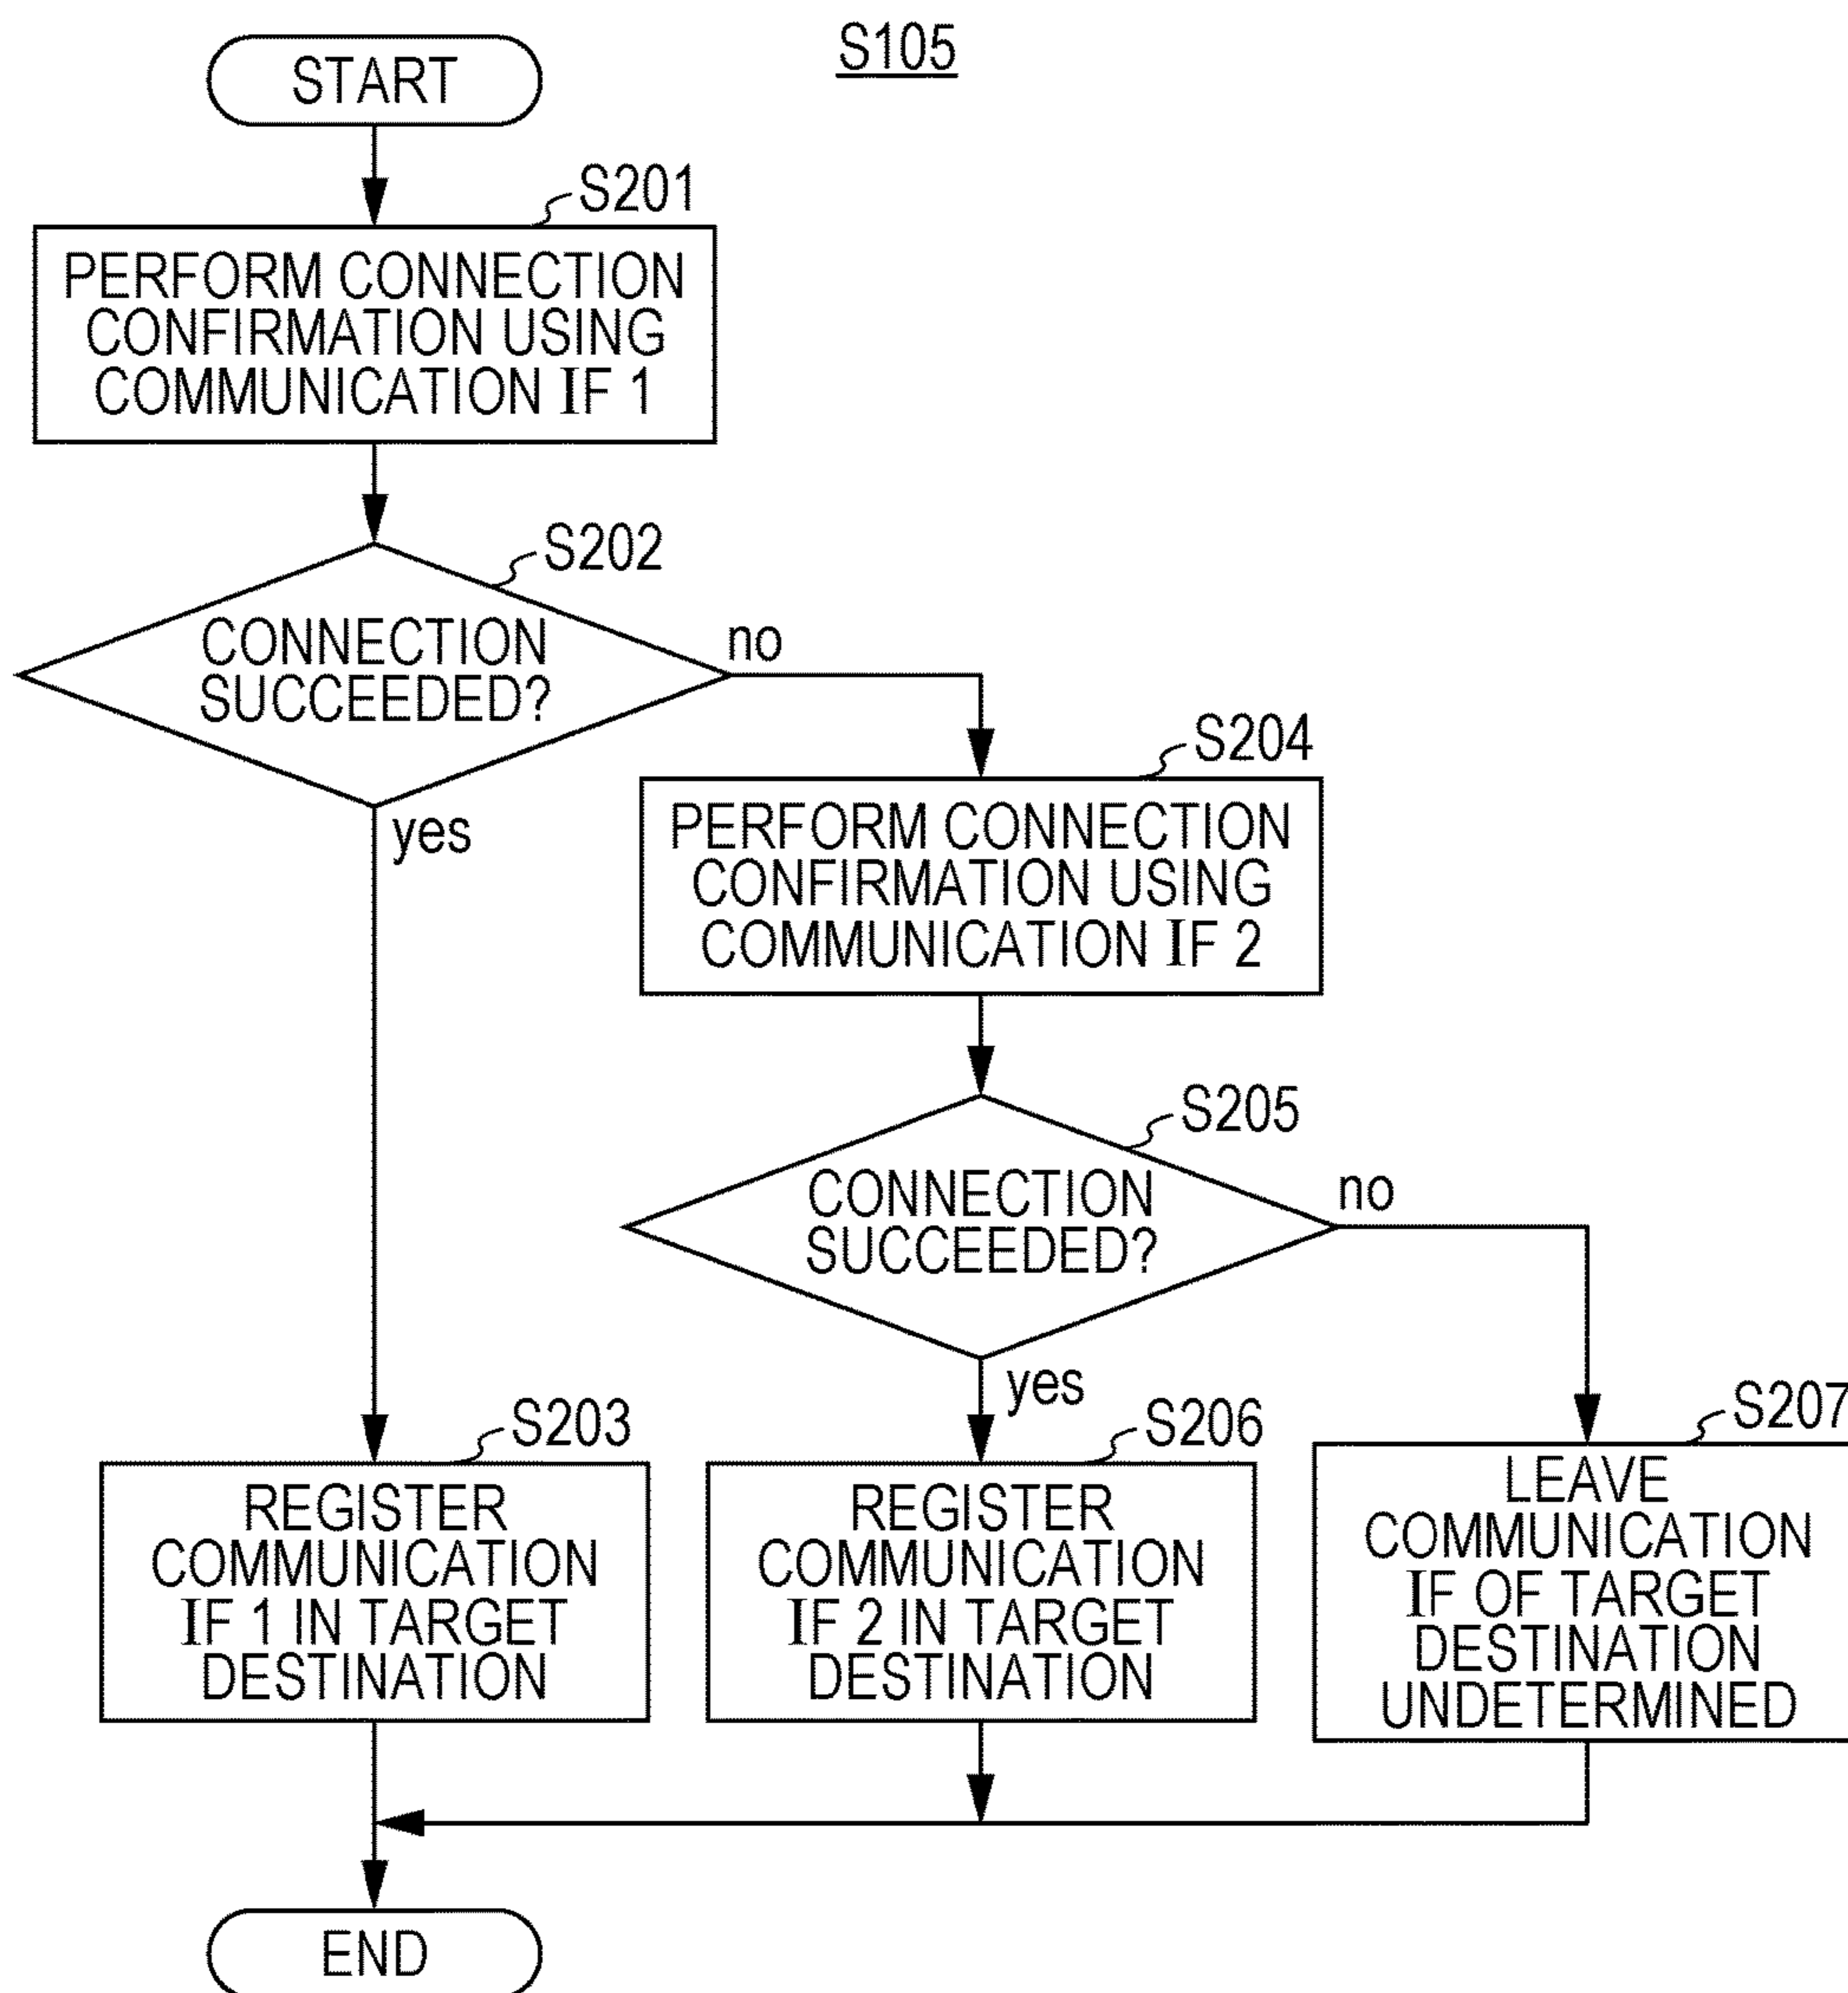 S105
START
S201
PERFORM CONNECTION
CONFIRMATION USING
COMMUNICATION IF 1
S202
CONNECTION
SUCCEEDED?
no
yes
S204
PERFORM CONNECTION
CONFIRMATION USING
COMMUNICATION IF 2
S205
CONNECTION
SUCCEEDED?
no
yes
S203
REGISTER
COMMUNICATION
IF 1 IN TARGET
DESTINATION
S206
REGISTER
COMMUNICATION
IF 2 IN TARGET
DESTINATION
S207
LEAVE
COMMUNICATION
IF OF TARGET
DESTINATION
UNDETERMINED
END